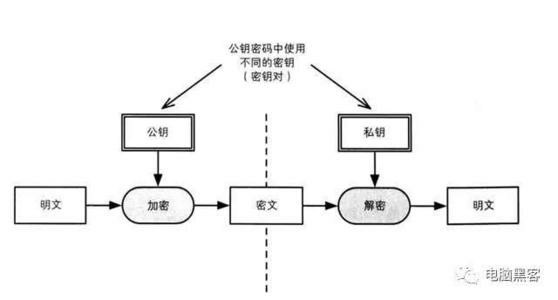 公钥密码中使用
不同的密钥
（密钥对）
公钥
私钥
明文
加密
密文
解密
明文
电脑黑客